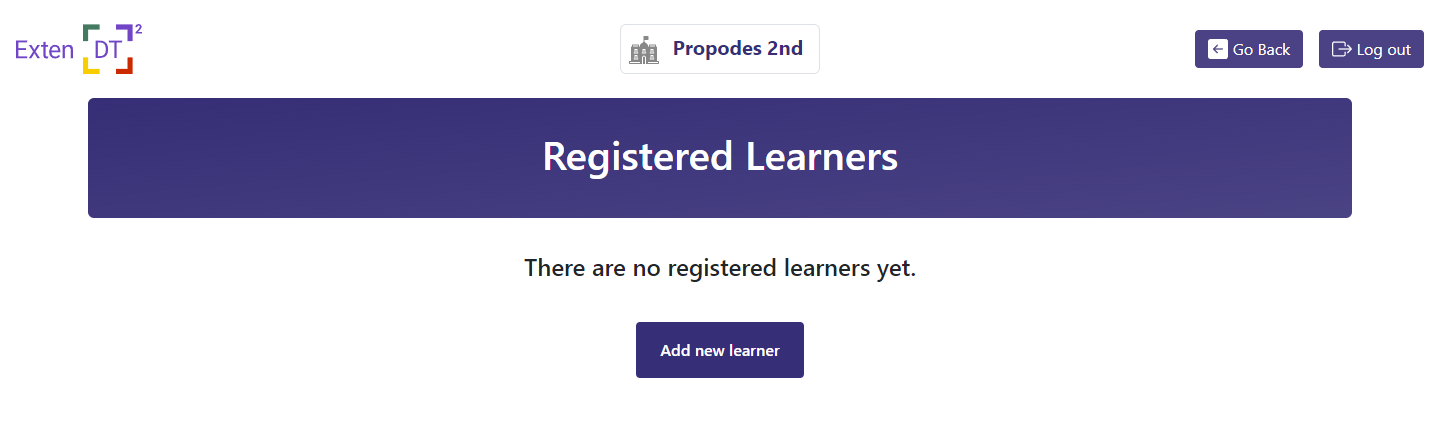 Exten DT 2
Propodes 2nd
Go Back
Log out
Registered Learners
There are no registered learners yet.
Add new learner